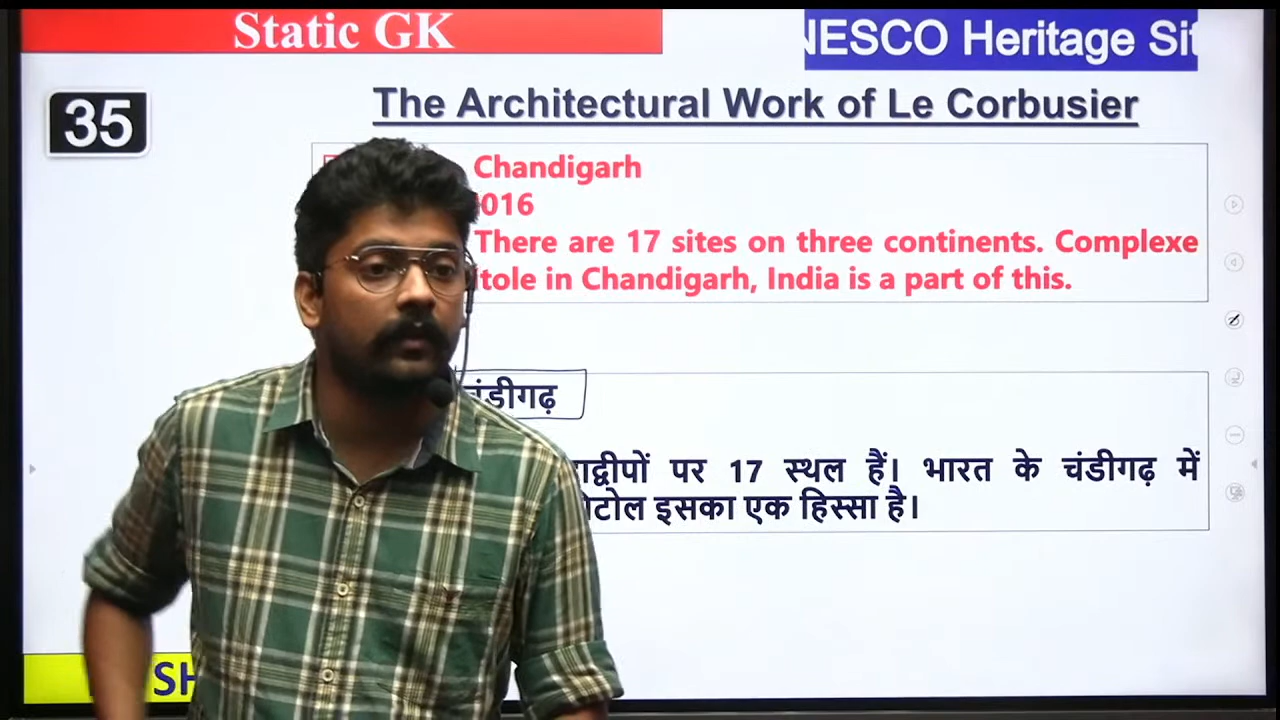 Static GK
NESCO Heritage Sit
35
The Architectural Work of Le Corbusier
Chandigarh
016
There are 17 sites on three continents. Complexe
tole in Chandigarh, India is a part of this.
चंडीगढ़
द्वीपों पर 17 स्थल हैं। भारत के चंडीगढ़ में
टोल इसका एक हिस्सा है।
SH